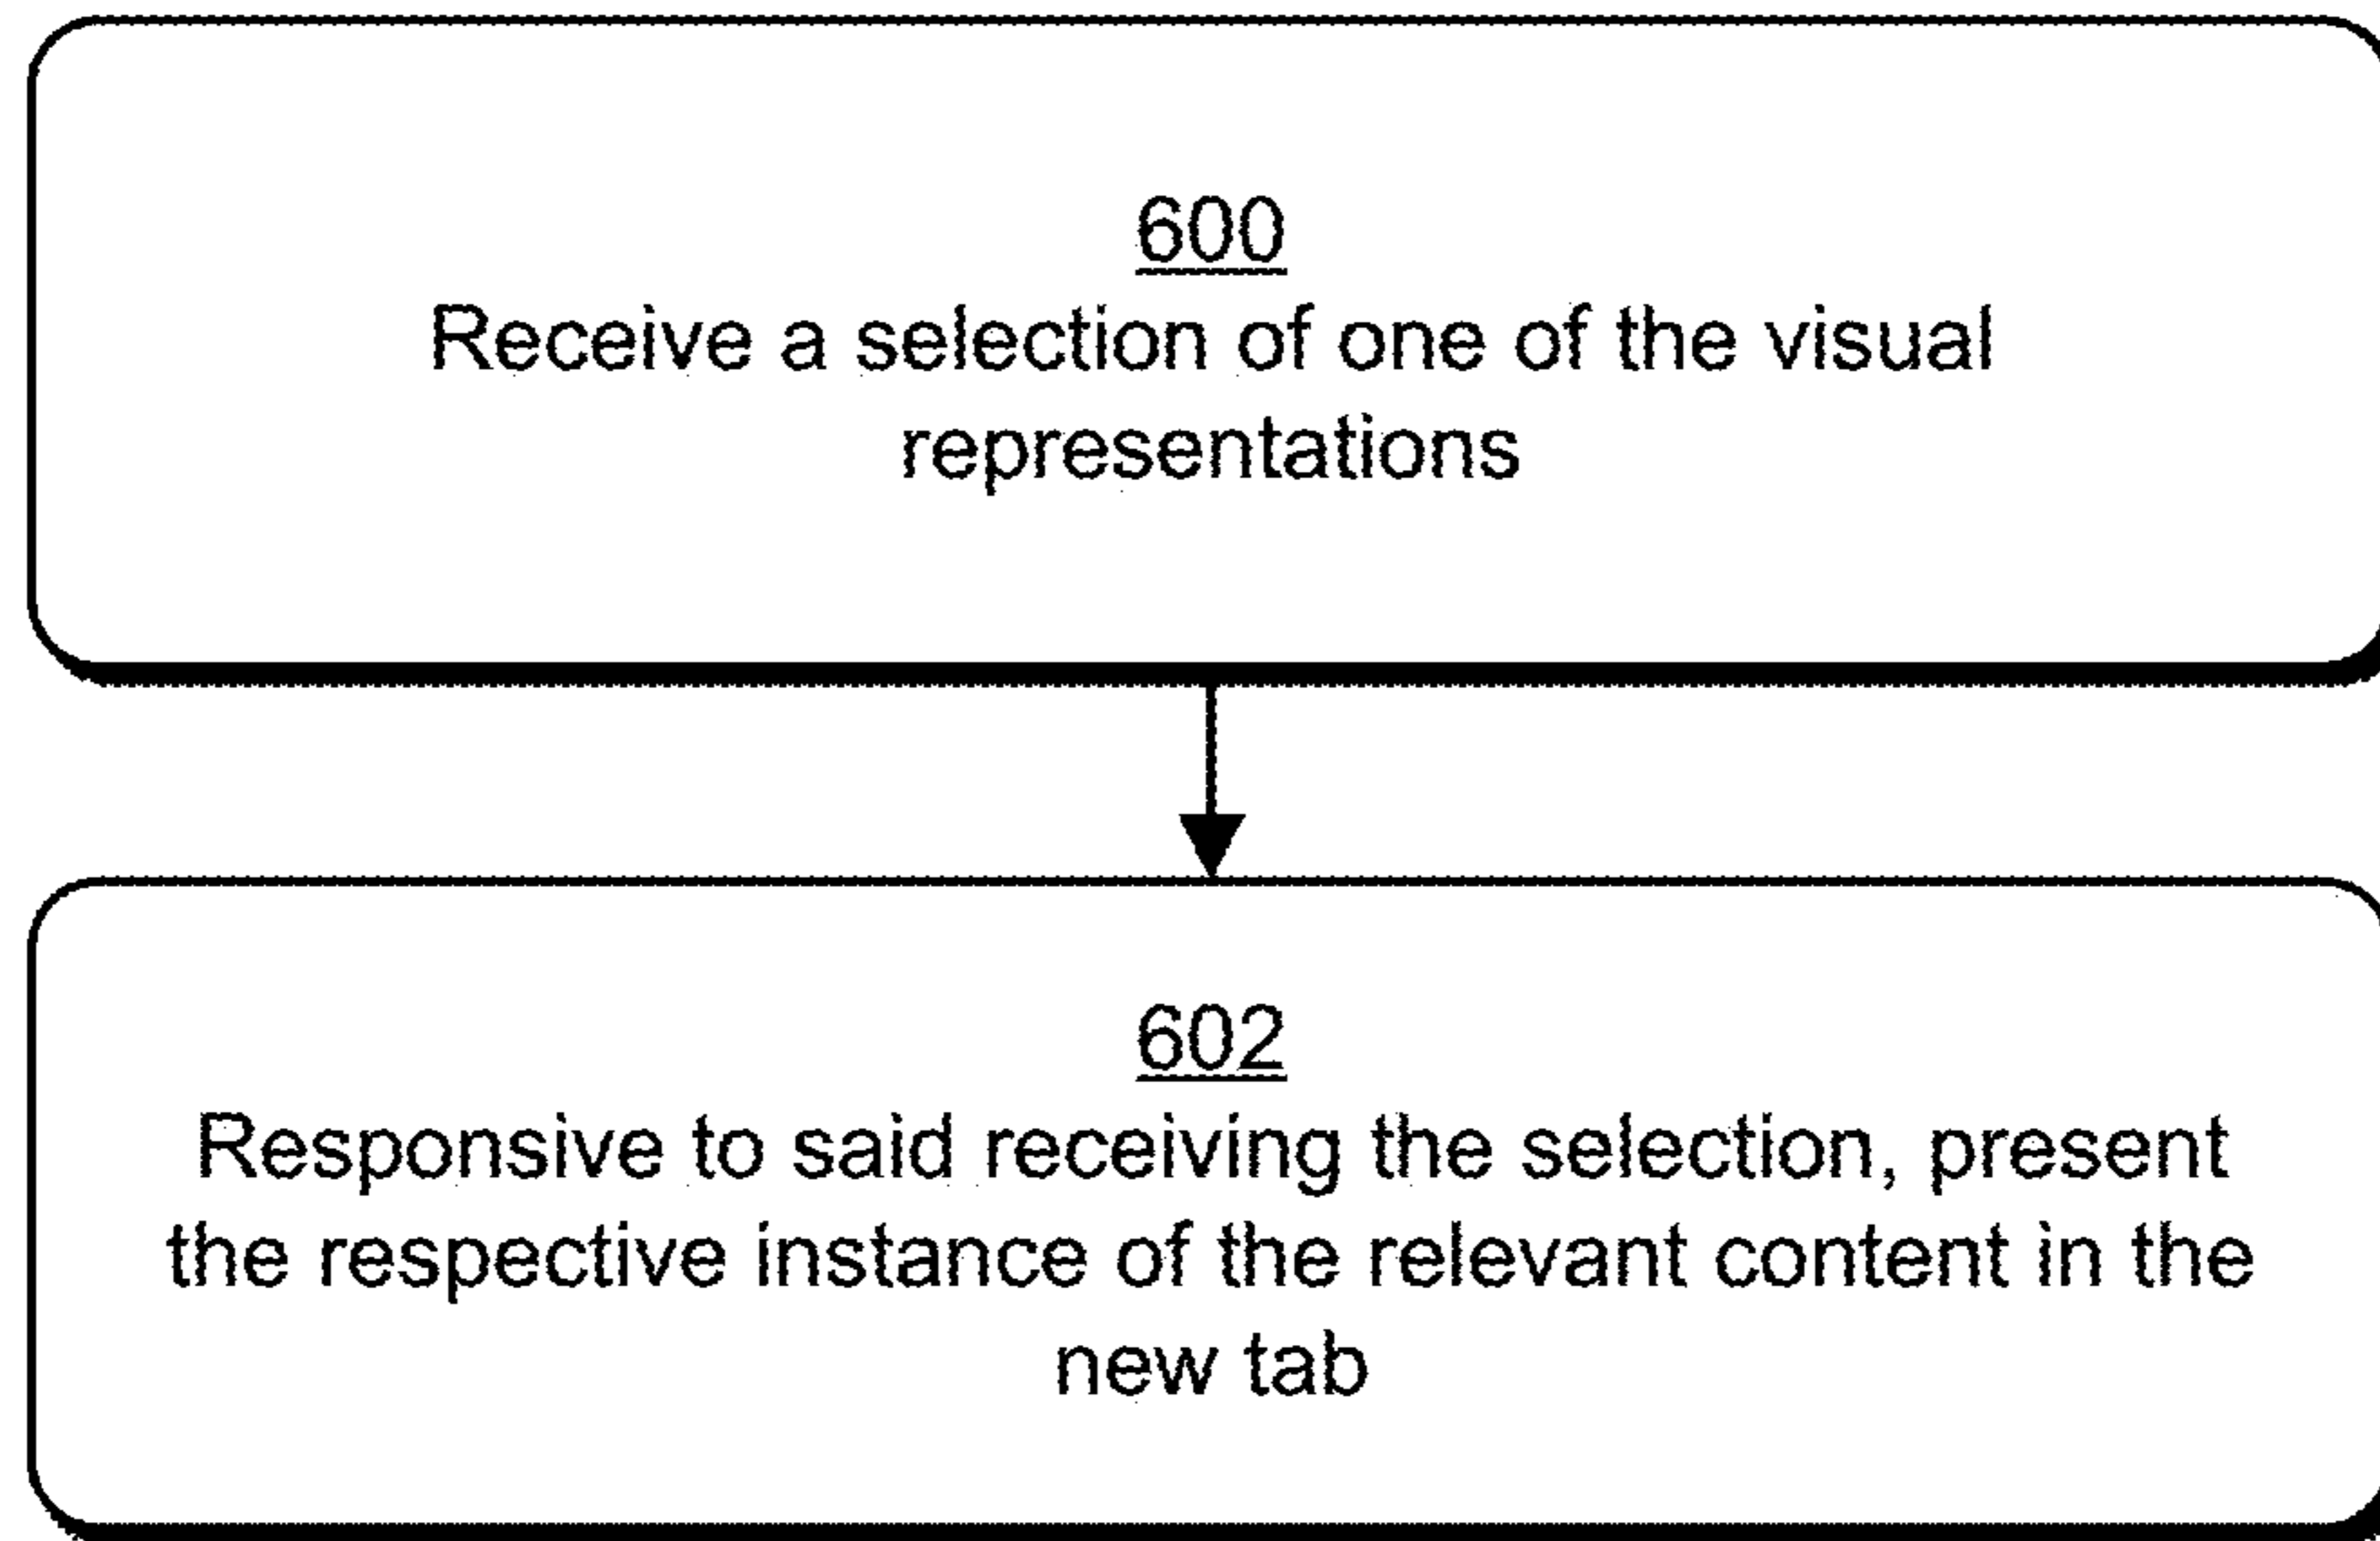 600
Receive a selection of one of the visual
representations
602
Responsive to said receiving the selection, present
the respective instance of the relevant content in the
new tab